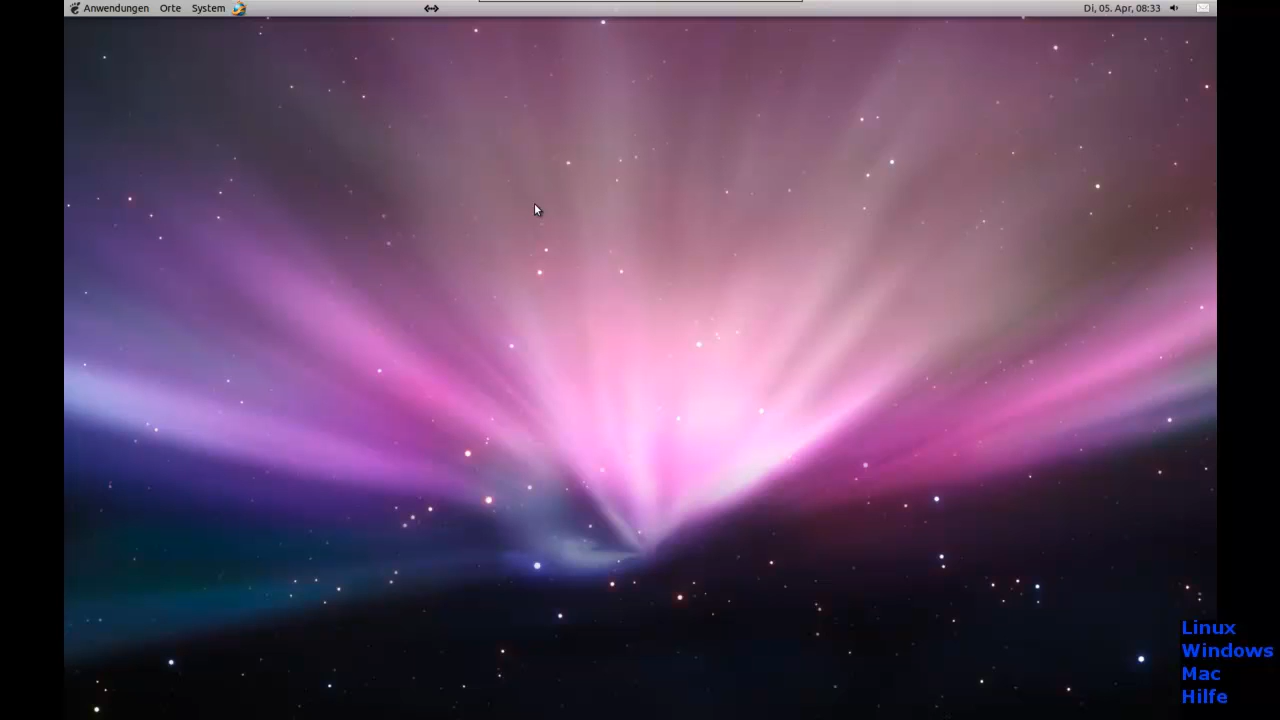 Anwendungen Orte System Di, 05. Apr, 08:33
Linux
Windows
Mac
Hilfe